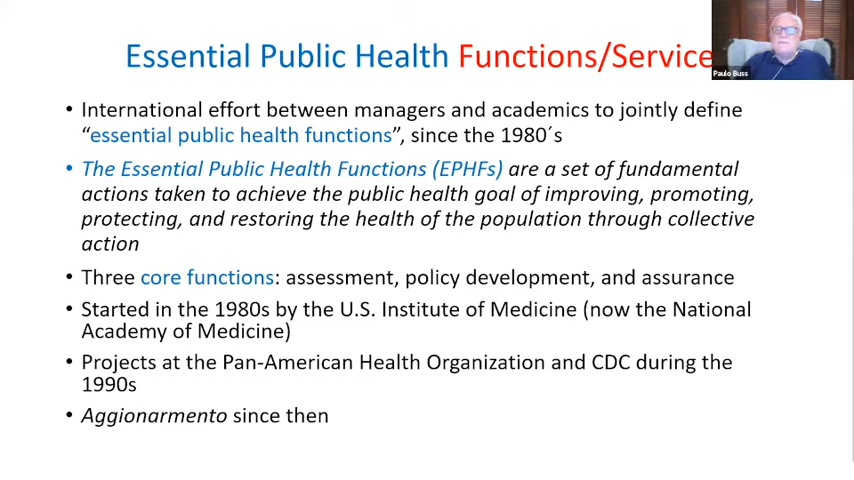 Essential Public Health Functions/Service
Paulo Buss
• International effort between managers and academics to jointly define
“essential public health functions”, since the 1980´s
• The Essential Public Health Functions (EPHFs) are a set of fundamental
actions taken to achieve the public health goal of improving, promoting,
protecting, and restoring the health of the population through collective
action
• Three core functions: assessment, policy development, and assurance
• Started in the 1980s by the U.S. Institute of Medicine (now the National
Academy of Medicine)
• Projects at the Pan-American Health Organization and CDC during the
1990s
• Aggionarmento since then